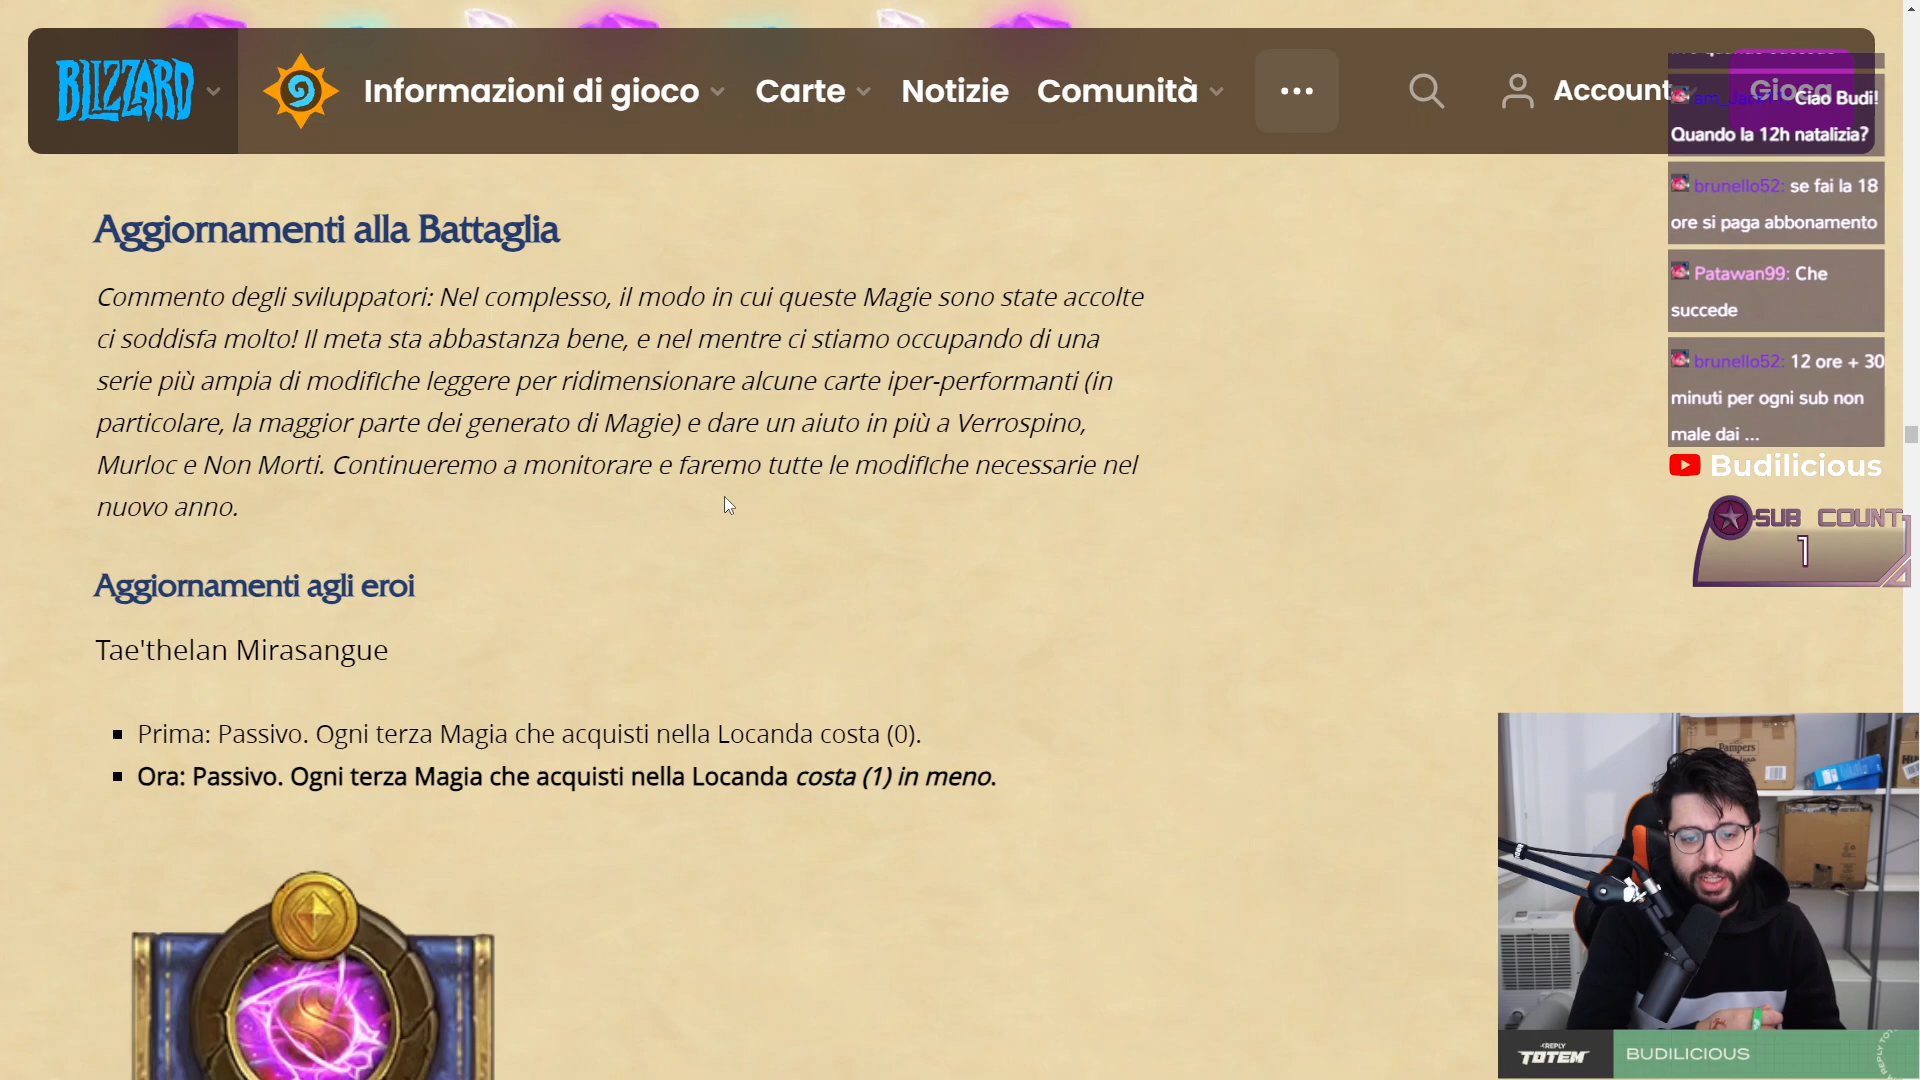 BLIZZARD
Informazioni di gioco
Carte
Notizie
Comunità
Account
Gioca
Ciao Budi!
Quando la 12h natalizia?
brunello52: se fai la 18
ore si paga abbonamento
Patawan99: Che
succede
brunello52: 12 ore + 30
minuti per ogni sub non
male dai ...
Budilicious
SUB COUNT
1
Aggiornamenti alla Battaglia
Commento degli sviluppatori: Nel complesso, il modo in cui queste Magie sono state accolte
ci soddisfa molto! Il meta sta abbastanza bene, e nel mentre ci stiamo occupando di una
serie più ampia di modifIche leggere per ridimensionare alcune carte iper-performanti (in
particolare, la maggior parte dei generato di Magie) e dare un aiuto in più a Verrospino,
Murloc e Non Morti. Continueremo a monitorare e faremo tutte le modifIche necessarie nel
nuovo anno.
Aggiornamenti agli eroi
Tae'thelan Mirasangue
Prima: Passivo. Ogni terza Magia che acquisti nella Locanda costa (0).
Ora: Passivo. Ogni terza Magia che acquisti nella Locanda costa (1) in meno.
Pampers
REPLY
TOTEM
BUDILICIOUS